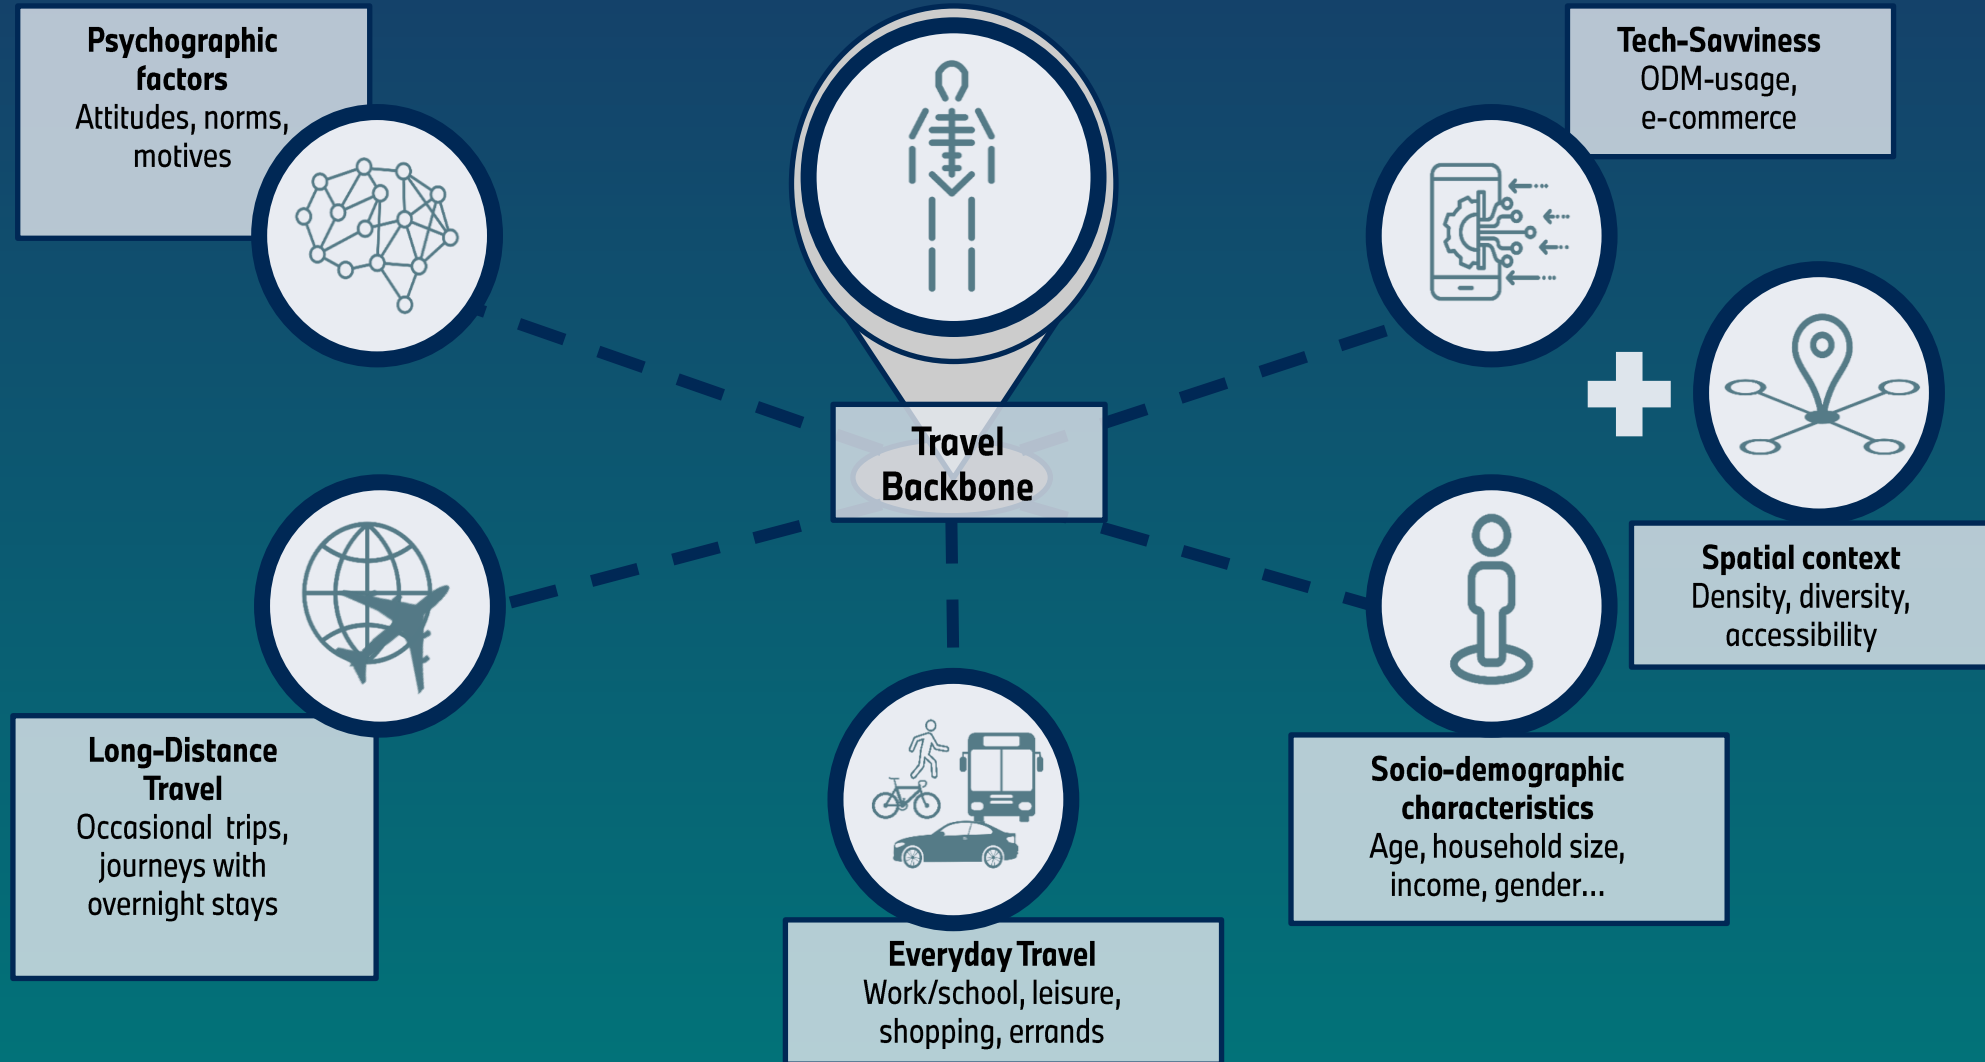 Psychographic
factors
Attitudes, norms,
motives
Tech-Savviness
ODM-usage,
e-commerce
Travel
Backbone
Spatial context
Density, diversity,
accessibility
Long-Distance
Travel
Occasional trips,
journeys with
overnight stays
Socio-demographic
characteristics
Age, household size,
income, gender...
Everyday Travel
Work/school, leisure,
shopping, errands